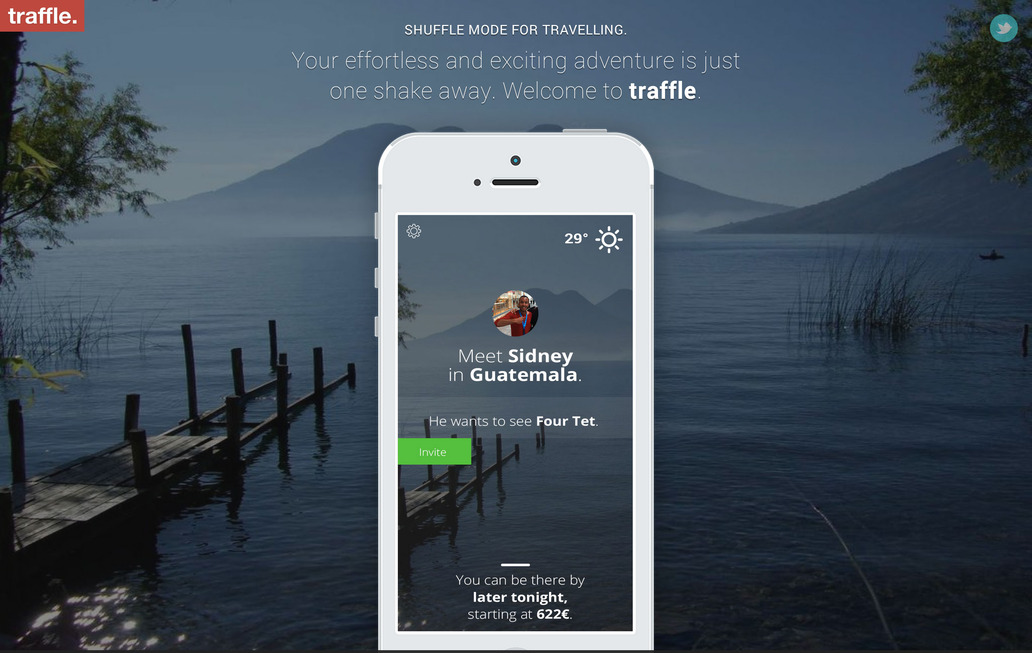 traffle.
SHUFFLE MODE FOR TRAVELLING.
Your effortless and exciting adventure is just
one shake away. Welcome to traffle.
29°
Meet Sidney
in Guatemala.
He wants to see Four Tet.
Invite
You can be there by
later tonight,
starting at 622€.